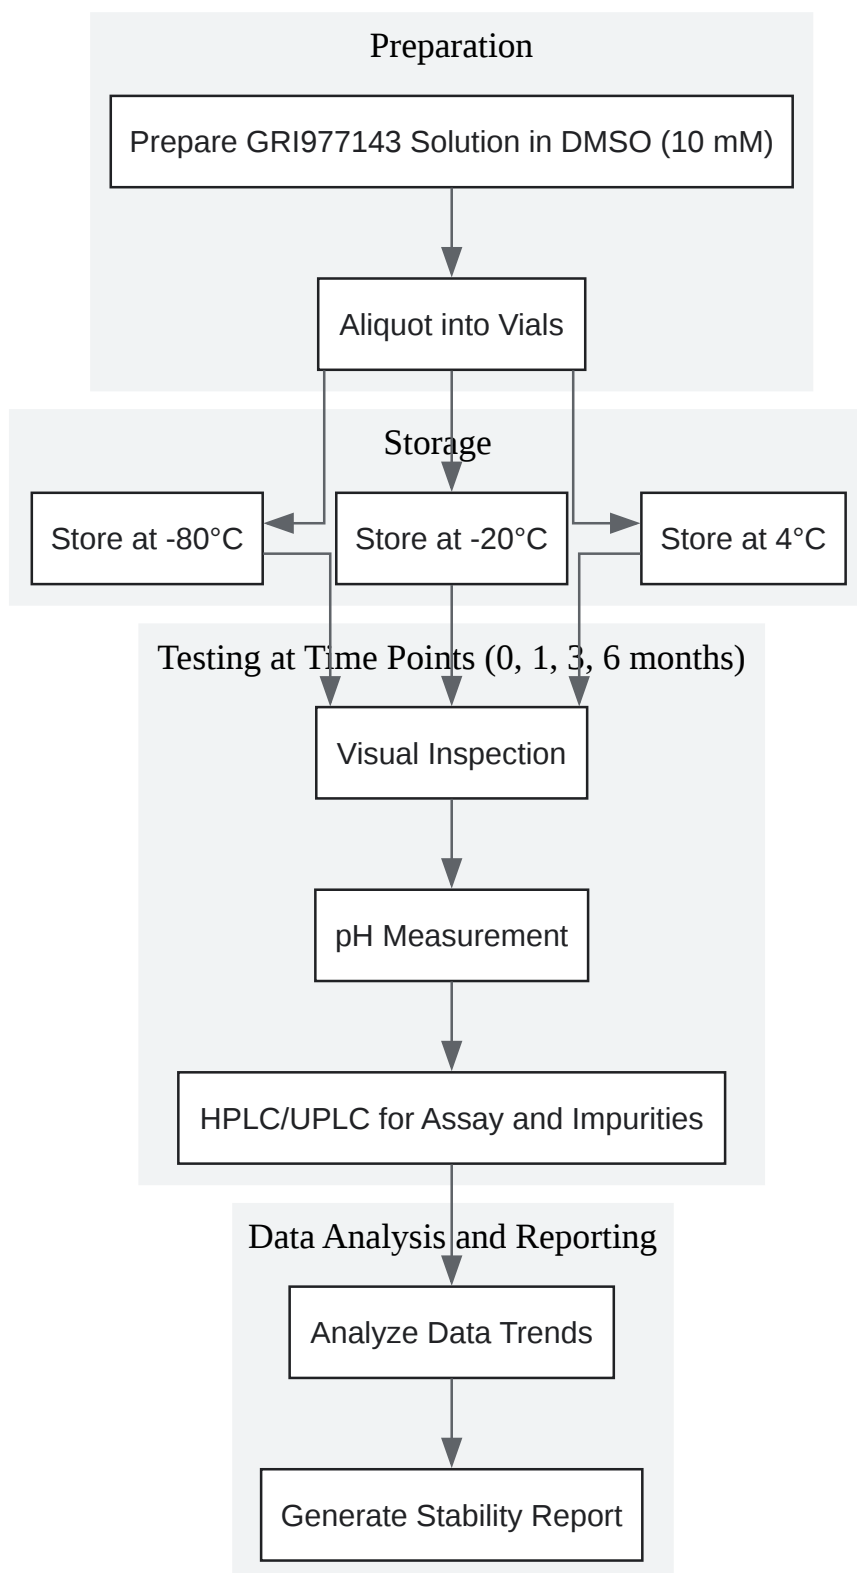 Preparation
Prepare GRI977143 Solution in DMSO (10 mM)
Aliquot into Vials
Storage
Store at -80°C
Store at -20°C
Store at 4°C
Testing at Time Points (0, 1, 3, 6 months)
Visual Inspection
pH Measurement
HPLC/UPLC for Assay and Impurities
Data Analysis and Reporting
Analyze Data Trends
Generate Stability Report